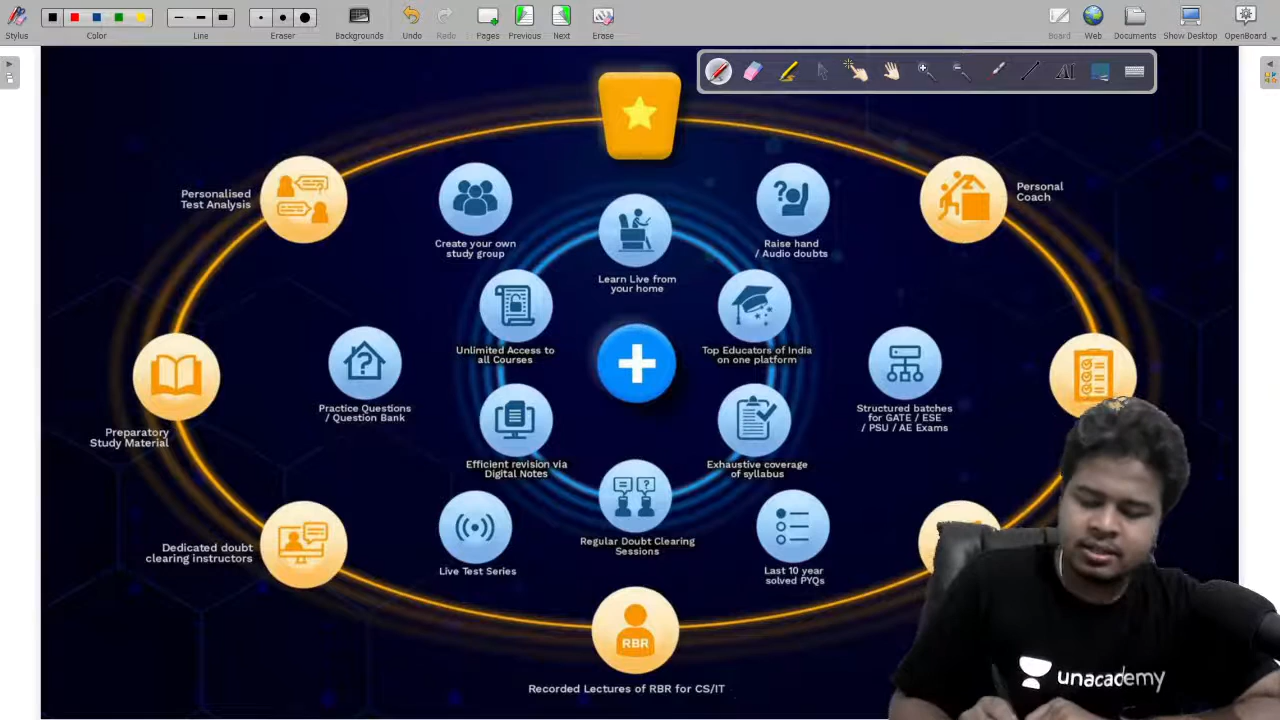 Stylus
Color
Line
Eraser
Backgrounds
Undo
Redo
Pages
Previous
Next
Erase
Board
Web
Documents
Show Desktop
OpenBoard
Personalised
Test Analysis
Create your own
study group
Learn Live from
your home
Raise hand
/ Audio doubts
Personal
Coach
Unlimited Access to
all Courses
Top Educators of India
on one platform
Practice Questions
/ Question Bank
Structured batches
for GATE / ESE
/ PSU / AE Exams
Preparatory
Study Material
Efficient revision via
Digital Notes
Exhaustive coverage
of syllabus
Dedicated doubt
clearing instructors
Live Test Series
Regular Doubt Clearing
Sessions
Last 10 year
solved PYQs
RBR
Recorded Lectures of RBR for CS/IT
unacademy